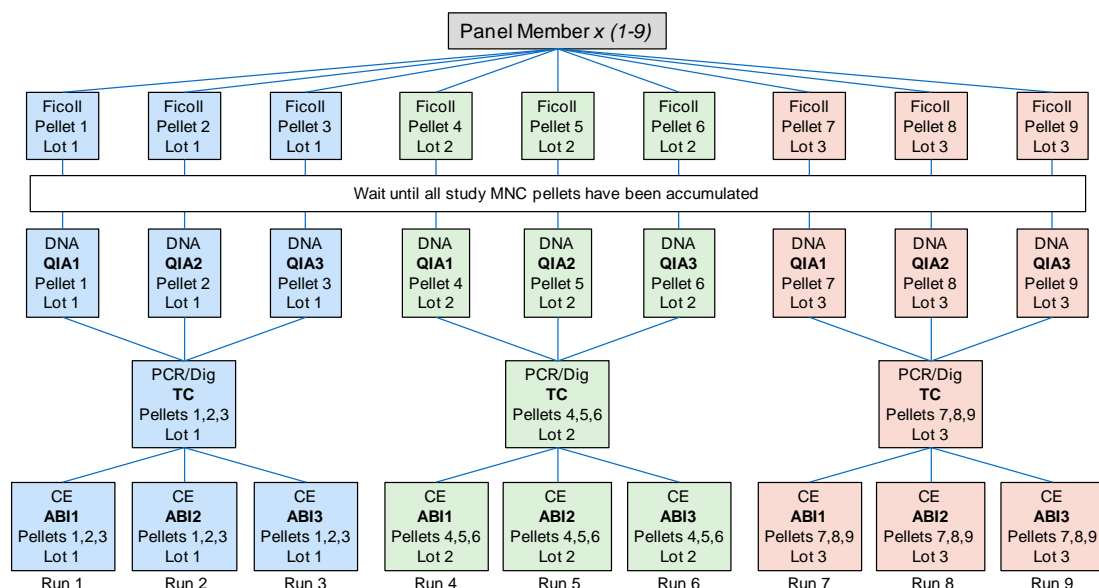 Panel Member x (1-9)
Ficoll
Pellet 1
Lot 1
Ficoll
Pellet 2
Lot 1
Ficoll
Pellet 3
Lot 1
Ficoll
Pellet 4
Lot 2
Ficoll
Pellet 5
Lot 2
Ficoll
Pellet 6
Lot 2
Ficoll
Pellet 7
Lot 3
Ficoll
Pellet 8
Lot 3
Ficoll
Pellet 9
Lot 3
Wait until all study MNC pellets have been accumulated
DNA
QIA1
Pellet 1
Lot 1
DNA
QIA2
Pellet 2
Lot 1
DNA
QIA3
Pellet 3
Lot 1
DNA
QIA1
Pellet 4
Lot 2
DNA
QIA2
Pellet 5
Lot 2
DNA
QIA3
Pellet 6
Lot 2
DNA
QIA1
Pellet 7
Lot 3
DNA
QIA2
Pellet 8
Lot 3
DNA
QIA3
Pellet 9
Lot 3
PCR/Dig
TC
Pellets 1,2,3
Lot 1
PCR/Dig
TC
Pellets 4,5,6
Lot 2
PCR/Dig
TC
Pellets 7,8,9
Lot 3
CE
ABI1
Pellets 1,2,3
Lot 1
CE
ABI2
Pellets 1,2,3
Lot 1
CE
ABI3
Pellets 1,2,3
Lot 1
CE
ABI1
Pellets 4,5,6
Lot 2
CE
ABI2
Pellets 4,5,6
Lot 2
CE
ABI3
Pellets 4,5,6
Lot 2
CE
ABI1
Pellets 7,8,9
Lot 3
CE
ABI2
Pellets 7,8,9
Lot 3
CE
ABI3
Pellets 7,8,9
Lot 3
Run 1
Run 2
Run 3
Run 4
Run 5
Run 6
Run 7
Run 8
Run 9